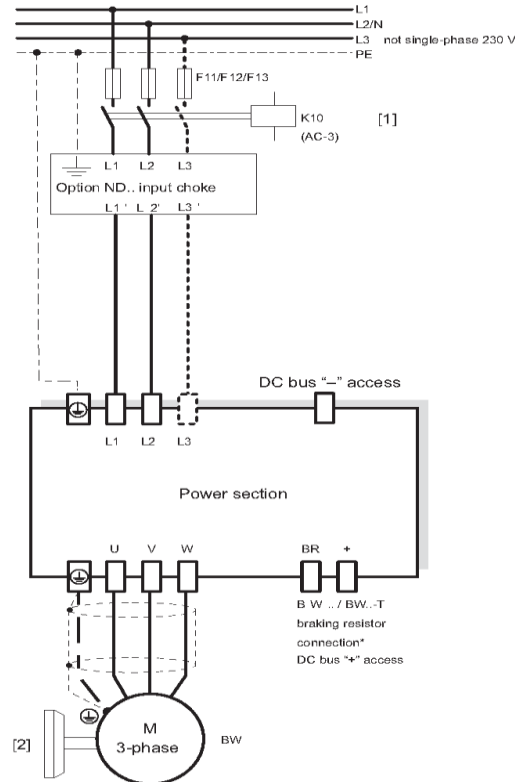 L1
L2/N
L3 not single-phase 230 V
PE
F11/F12/F13
K10
(AC-3)
[1]
L1 L2 L3
Option ND.. input choke
L1 ' L 2' L3 '
DC bus “–” access
L1 L2 L3
Power section
U V W BR +
B W .. / BW..-T
braking resistor
connection*
DC bus “+” access
M
3-phase
BW
[2]